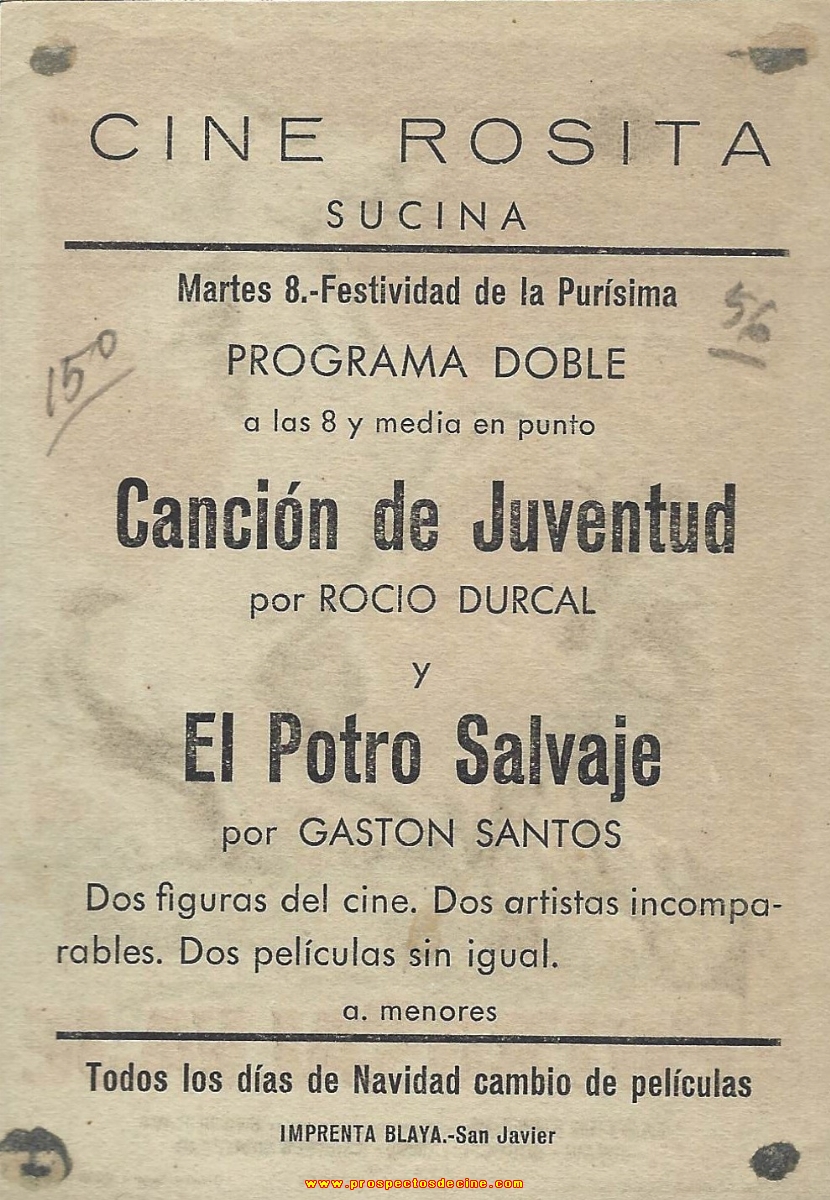 CINE ROSITA
SUCINA
Martes 8.-Festividad de la Purísima
56
PROGRAMA DOBLE
150
a las 8 y media en punto
Canción de Juventud
por ROCIO DURCAL
y
El Potro Salvaje
por GASTON SANTOS
Dos figuras del cine. Dos artistas incompa-
rables. Dos películas sin igual.
a. menores
Todos los días de Navidad cambio de películas
IMPRENTA BLAYA.-San Javier
www.prospectosdecine.com